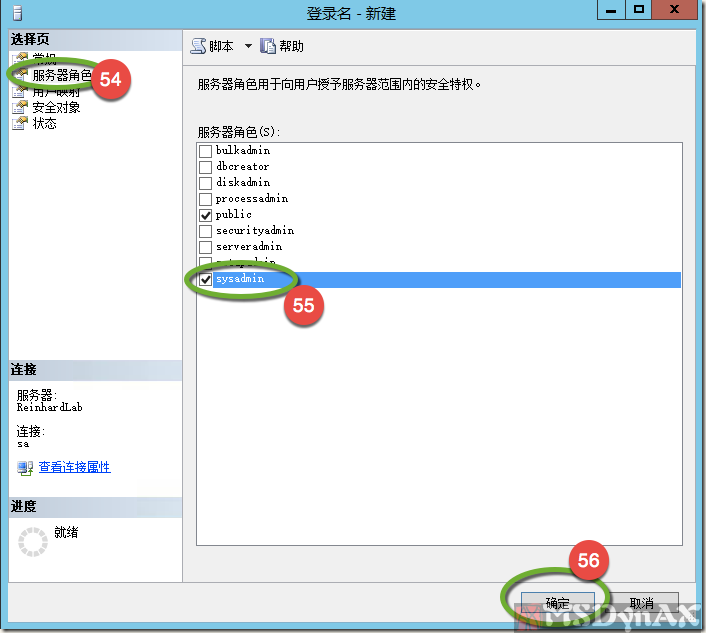 登录名 - 新建
选择页
常规
服务器角色
54
用户映射
安全对象
状态
脚本
帮助
服务器角色用于向用户授予服务器范围内的安全特权。
服务器角色(S):
bulkadmin
dbcreator
diskadmin
processadmin
public
securityadmin
serveradmin
setupadmin
sysadmin
55
连接
服务器:
ReinhardLab
连接:
sa
查看连接属性
进度
就绪
56
确定
取消
MSDynAX